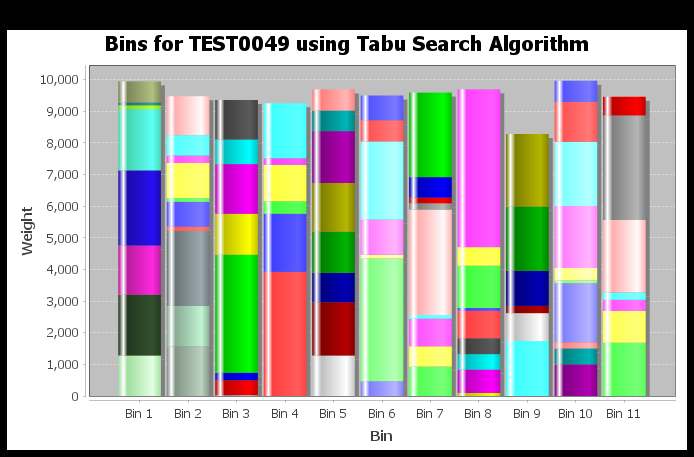 Bins for TEST0049 using Tabu Search Algorithm
10,000
9,000
8,000
7,000
6,000
5,000
4,000
3,000
2,000
1,000
0
Weight
Bin 1 Bin 2 Bin 3 Bin 4 Bin 5 Bin 6 Bin 7 Bin 8 Bin 9 Bin 10 Bin 11
Bin